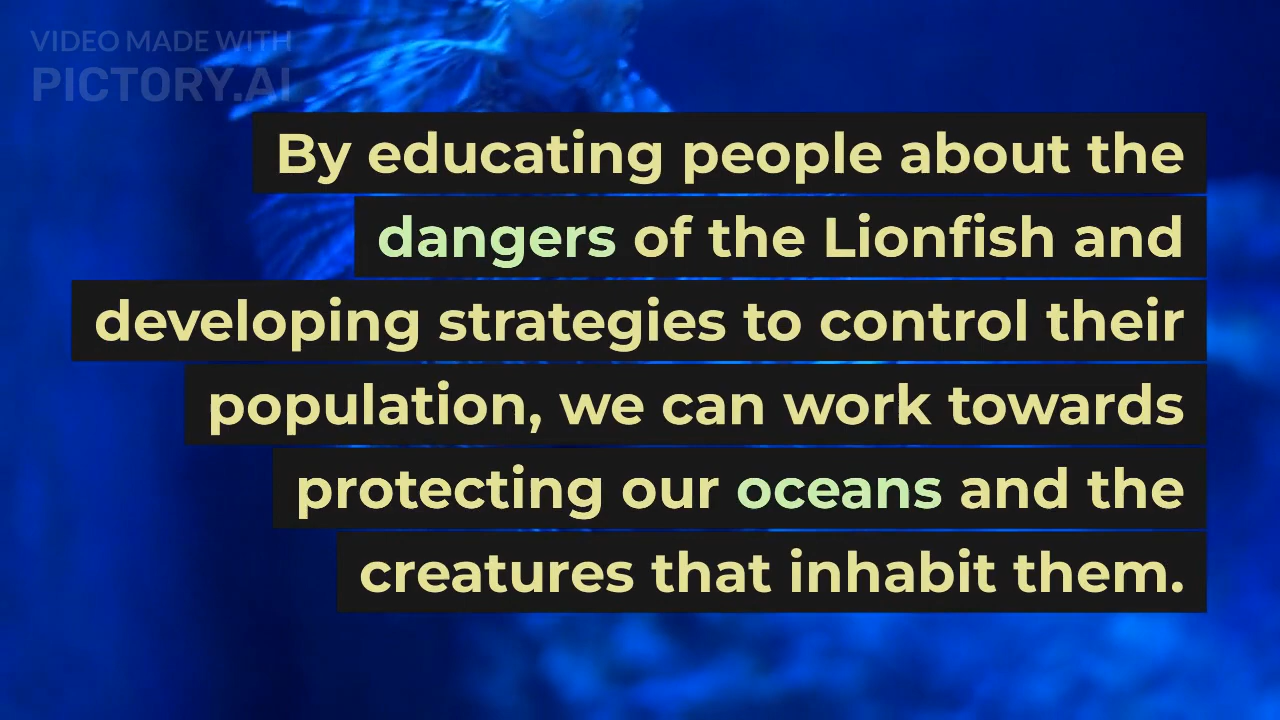 VIDEO MADE WITH
PICTORY.AI
By educating people about the
dangers of the Lionfish and
developing strategies to control their
population, we can work towards
protecting our oceans and the
creatures that inhabit them.